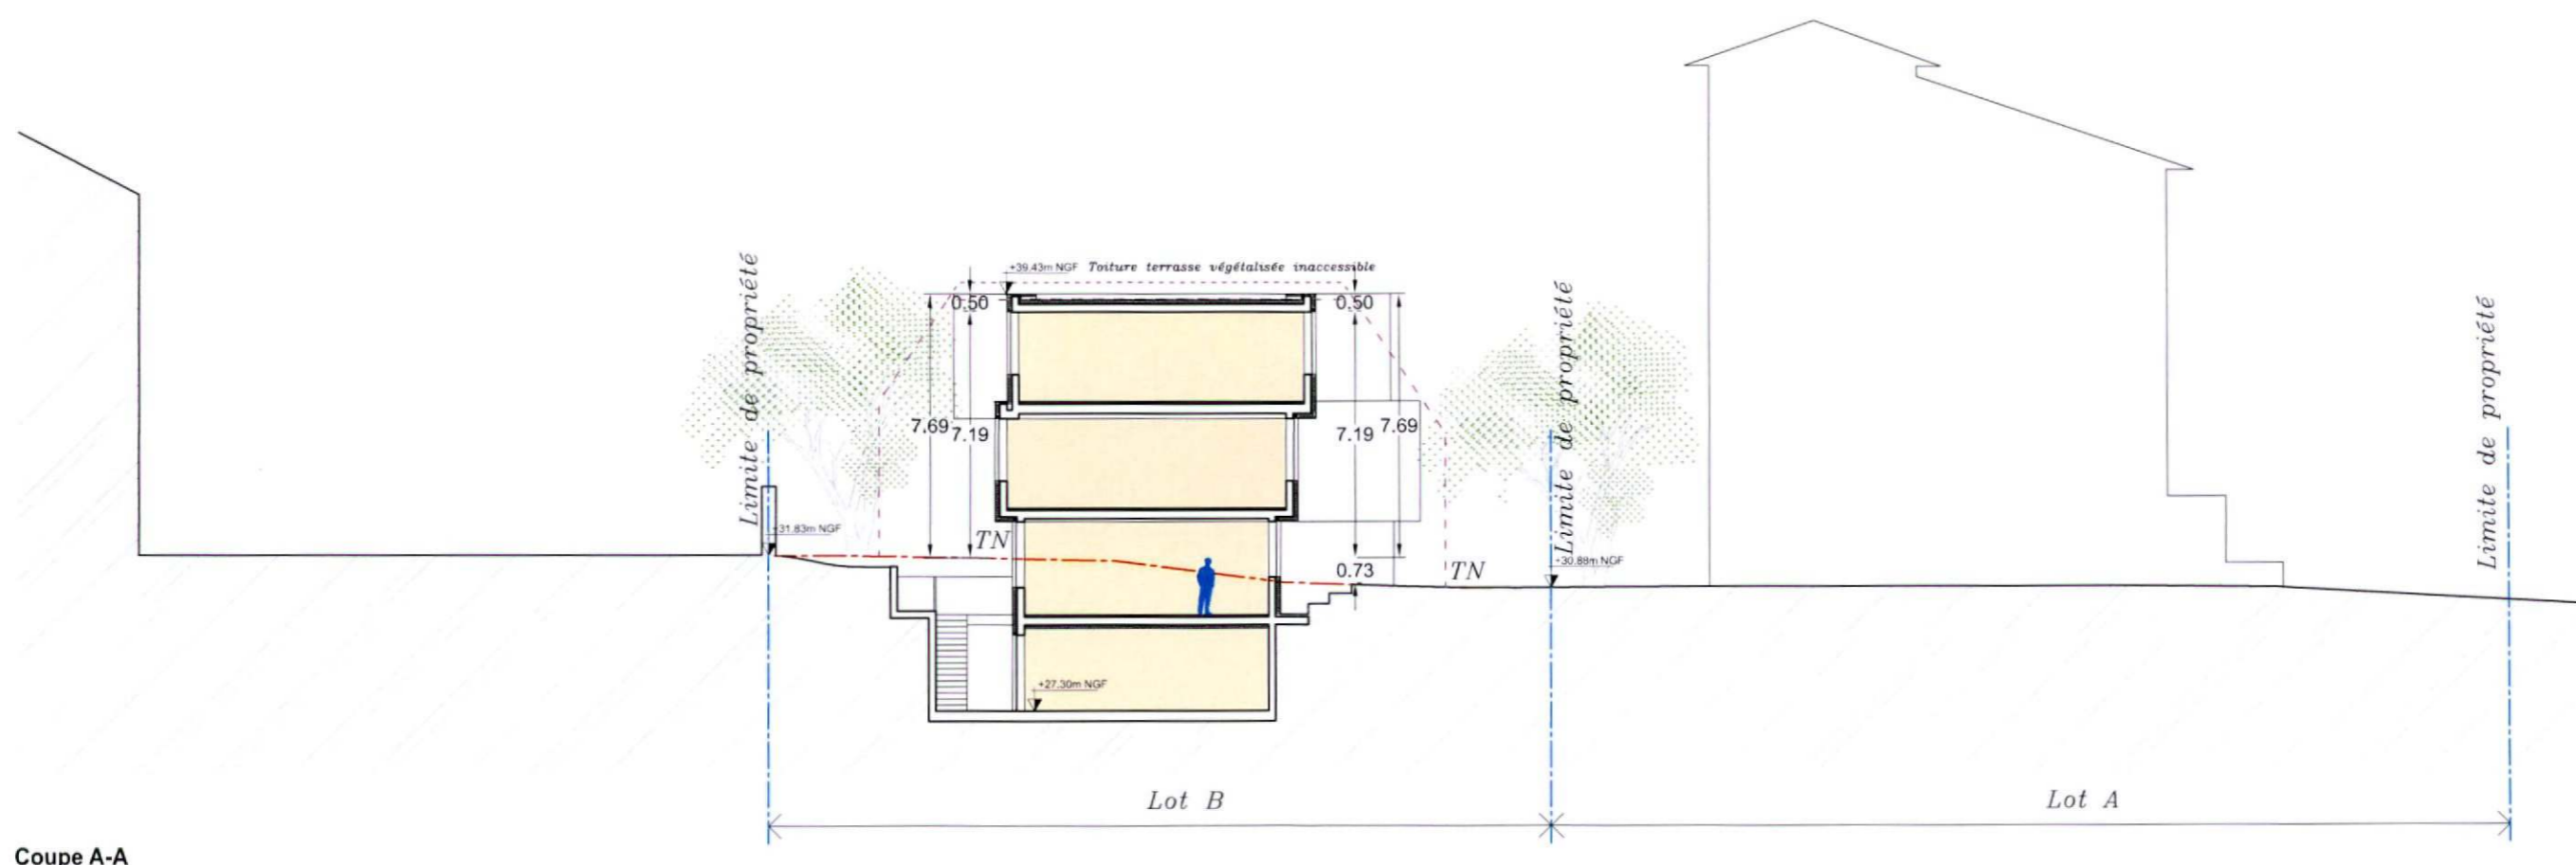 +39.43m NGF Toiture terrasse végétalisée inaccessible
Limite de propriété
Limite de propriété
Limite de propriété
0.50
0.50
7.69
7.19
7.19
7.69
+31.83m NGF
TN
0.73
TN
+30.88m NGF
+27.30m NGF
Lot B
Lot A
Coupe A-A